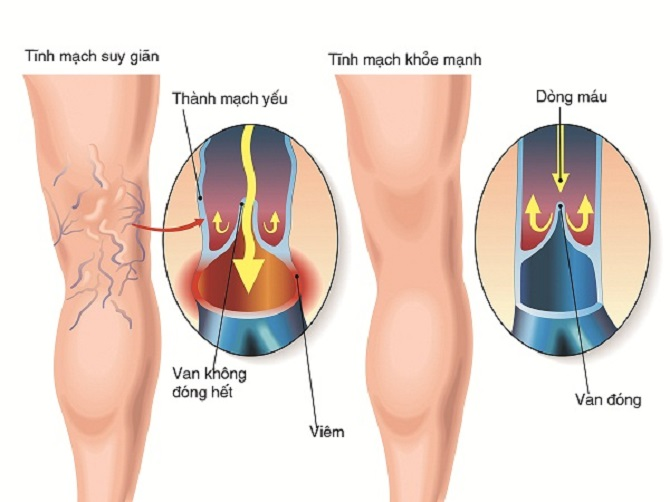 Tĩnh mạch suy giãn
Tĩnh mạch khỏe mạnh
Thành mạch yếu
Dòng máu
Van không
đóng hết
Viêm
Van đóng